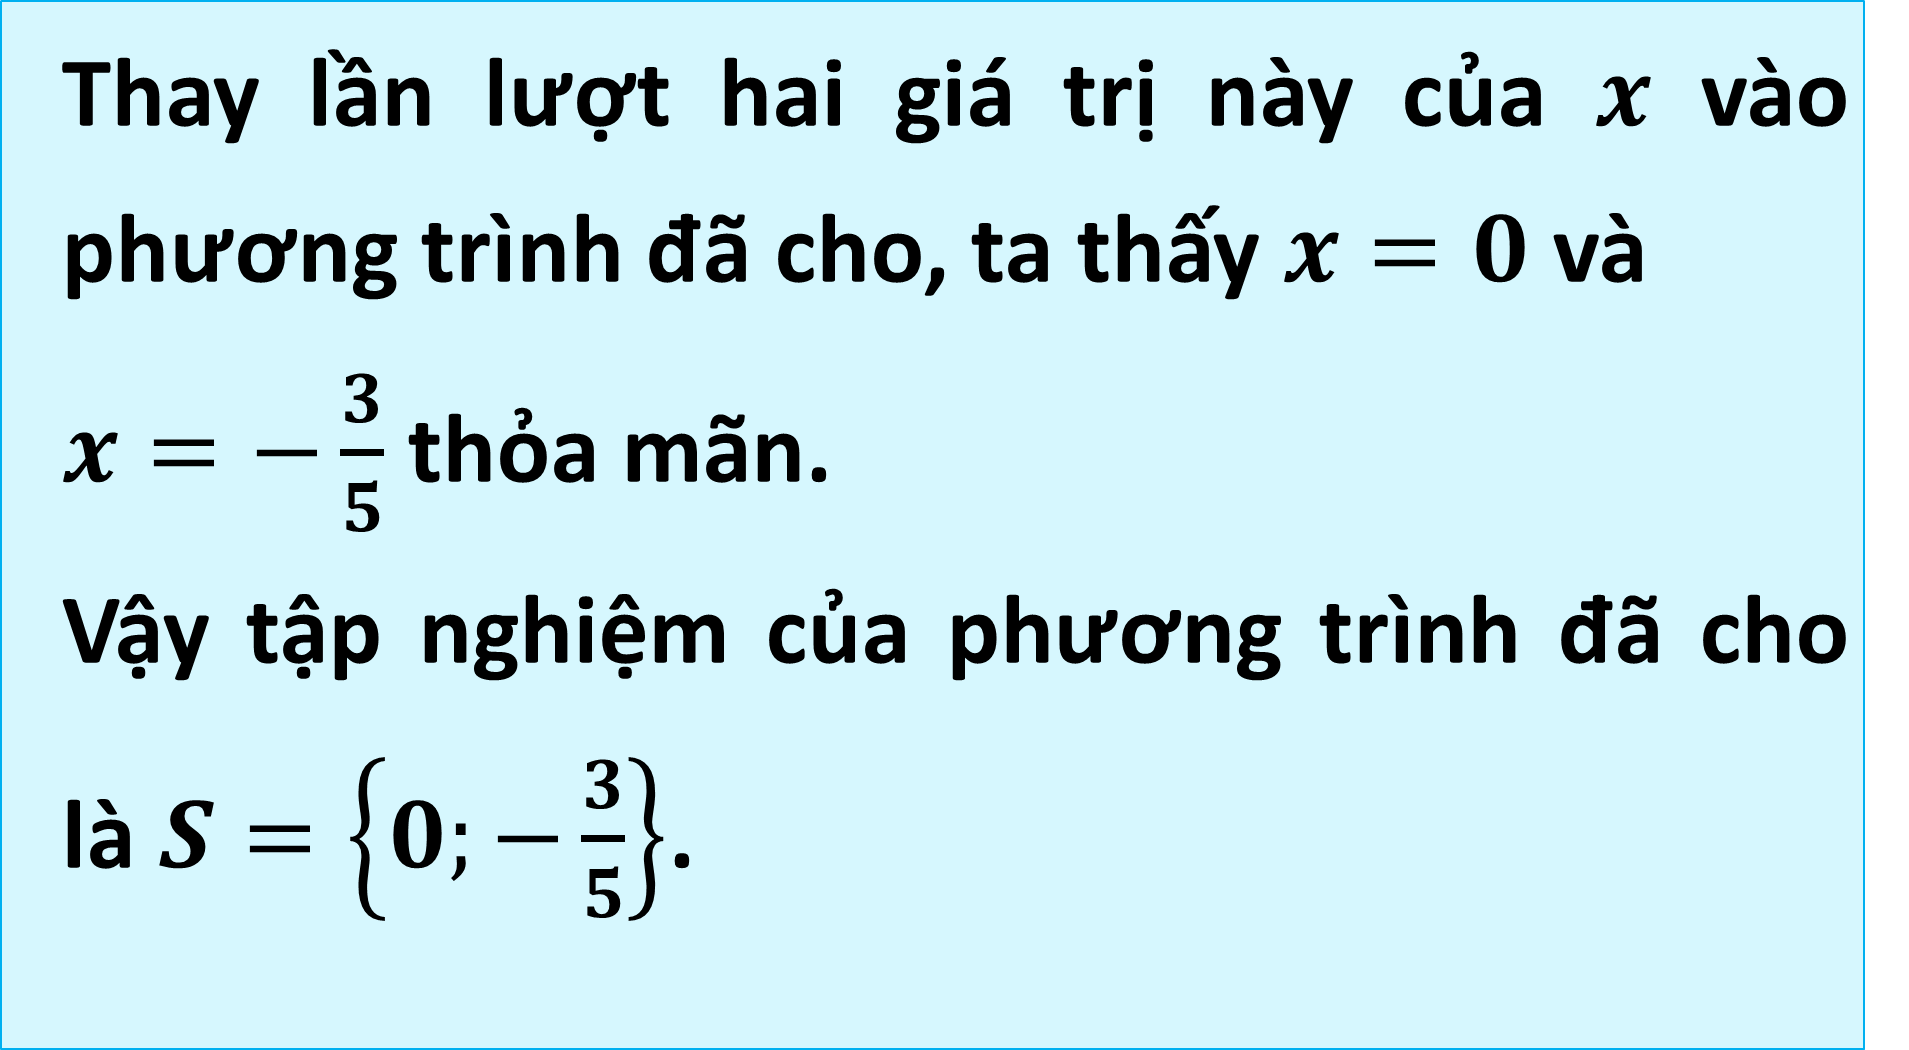 Thay lần lượt hai giá trị này của x vào
phương trình đã cho, ta thấy x = 0 và
x = −3/5 thỏa mãn.
Vậy tập nghiệm của phương trình đã cho
là S = {0; −3/5}.